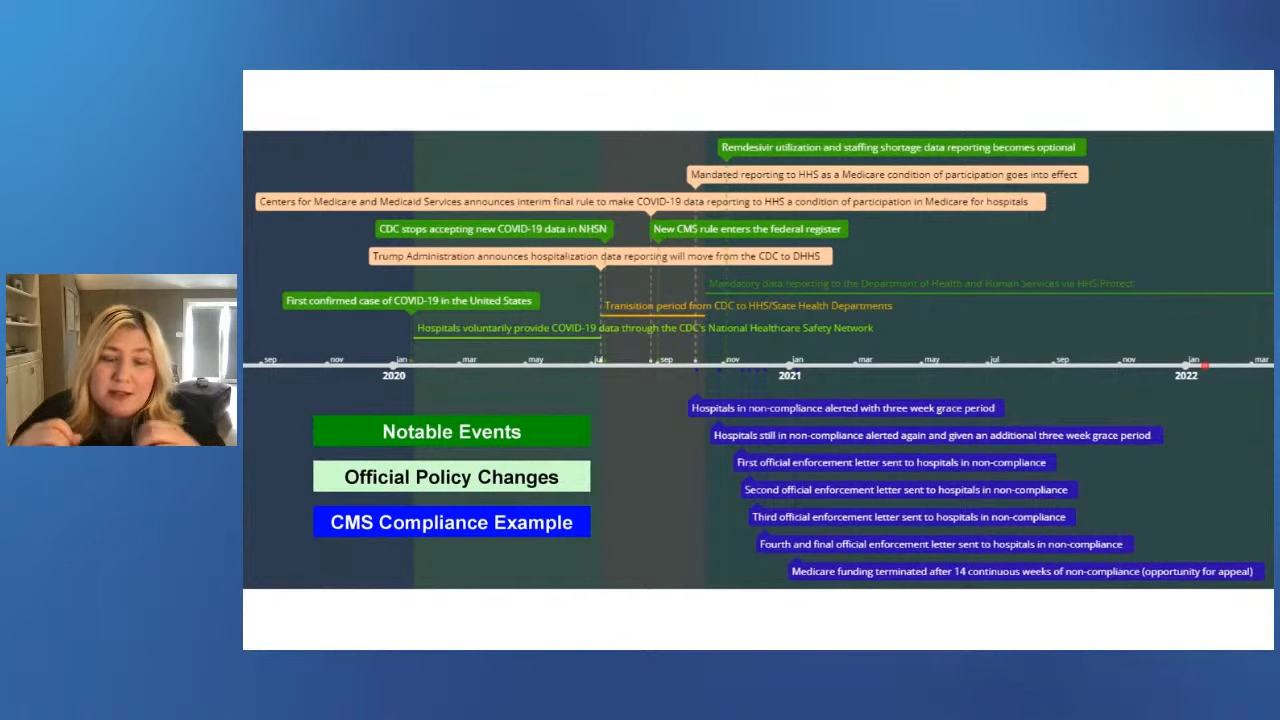 Remdesivir utilization and staffing shortage data reporting becomes optional
Mandated reporting to HHS as a Medicare condition of participation goes into effect
Centers for Medicare and Medicaid Services announces interim final rule to make COVID-19 data reporting to HHS a condition of participation in Medicare for hospitals
CDC stops accepting new COVID-19 data in NHSN
New CMS rule enters the federal register
Trump Administration announces hospitalization data reporting will move from the CDC to DHHS
Mandatory data reporting to the Department of Health and Human Services via HHS Protect
First confirmed case of COVID-19 in the United States
Transition period from CDC to HHS/State Health Departments
Hospitals voluntarily provide COVID-19 data through the CDC's National Healthcare Safety Network
sep nov jan mar may jul sep nov jan mar may jul sep nov jan mar
2020 2021 2022
Hospitals in non-compliance alerted with three week grace period
Notable Events
Hospitals still in non-compliance alerted again and given an additional three week grace period
First official enforcement letter sent to hospitals in non-compliance
Official Policy Changes
Second official enforcement letter sent to hospitals in non-compliance
Third official enforcement letter sent to hospitals in non-compliance
CMS Compliance Example
Fourth and final official enforcement letter sent to hospitals in non-compliance
Medicare funding terminated after 14 continuous weeks of non-compliance (opportunity for appeal)